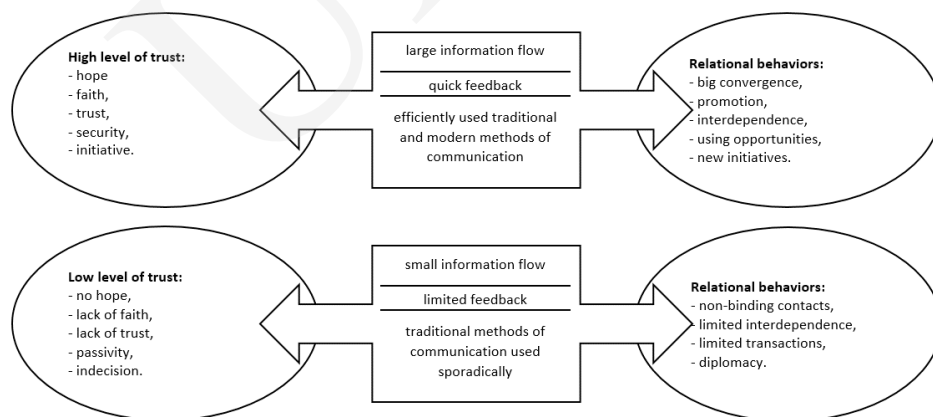 High level of trust:
- hope
- faith,
- trust,
- security,
- initiative.
large information flow
quick feedback
efficiently used traditional
and modern methods of
communication
Relational behaviors:
- big convergence,
- promotion,
- interdependence,
- using opportunities,
- new initiatives.
Low level of trust:
- no hope,
- lack of faith,
- lack of trust,
- passivity,
- indecision.
small information flow
limited feedback
traditional methods of
communication used
sporadically
Relational behaviors:
- non-binding contacts,
- limited interdependence,
- limited transactions,
- diplomacy.